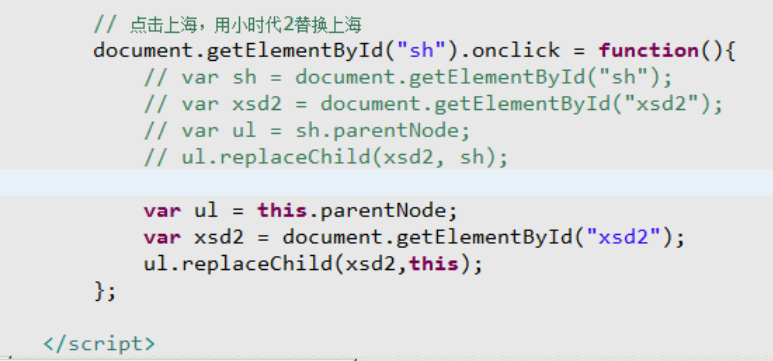 // 点击上海，用小时代2替换上海
document.getElementById("sh").onclick = function(){
// var sh = document.getElementById("sh");
// var xsd2 = document.getElementById("xsd2");
// var ul = sh.parentNode;
// ul.replaceChild(xsd2, sh);
var ul = this.parentNode;
var xsd2 = document.getElementById("xsd2");
ul.replaceChild(xsd2,this);
};
</script>